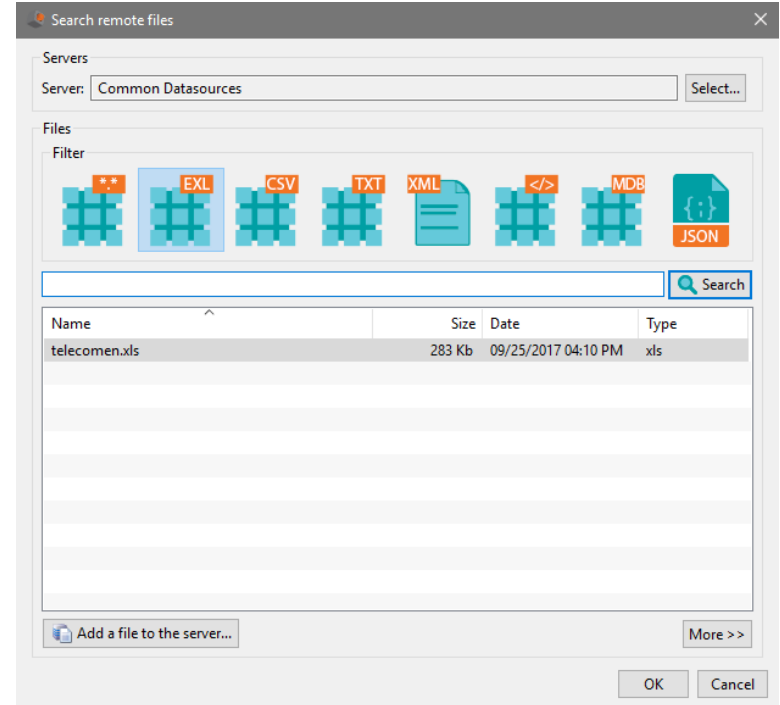 Search remote files
Servers
Server: Common Datasources Select...
Files
Filter
*.* EXL CSV TXT XML </> MDB {;} JSON
Search
Name Size Date Type
telecomen.xls 283 Kb 09/25/2017 04:10 PM xls
Add a file to the server... More >>
OK Cancel